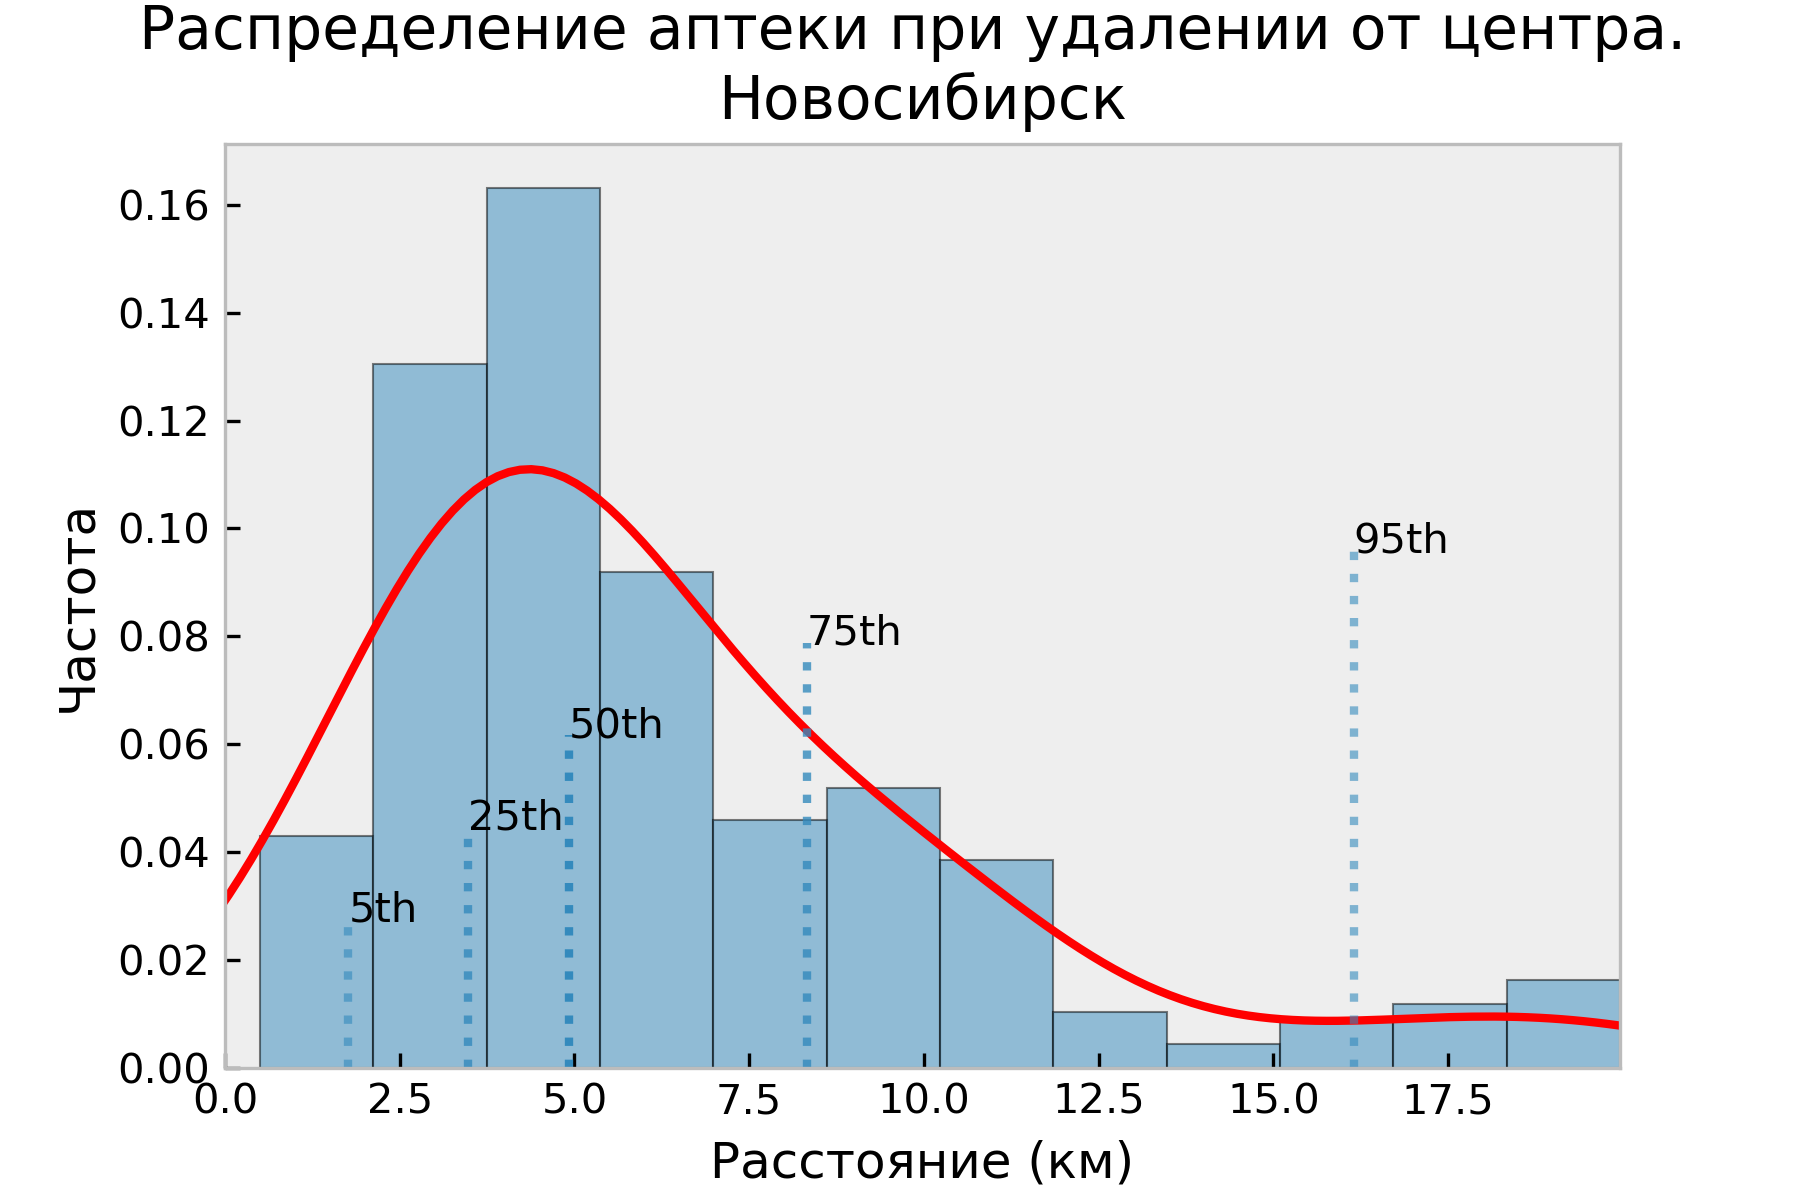 Распределение аптеки при удалении от центра.
Новосибирск
0.16
0.14
0.12
0.10
0.08
0.06
0.04
0.02
0.00
Частота
95th
75th
50th
25th
5th
0.0 2.5 5.0 7.5 10.0 12.5 15.0 17.5
Расстояние (км)